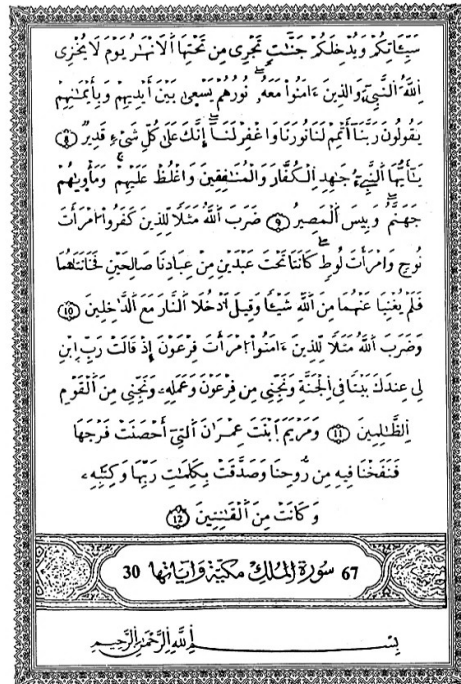 سَيِّـَٔاتِكُمْ وَيُدْخِلَكُمْ جَنَّٰتٍ تَجْرِى مِن تَحْتِهَا ٱلْأَنْهَٰرُ يَوْمَ لَا يُخْزِى
ٱللَّهُ ٱلنَّبِىٓءَ وَٱلَّذِينَ ءَامَنُوا۟ مَعَهُۥ نُورُهُمْ يَسْعَىٰ بَيْنَ أَيْدِيهِمْ وَبِأَيْمَٰنِهِمْ
يَقُولُونَ رَبَّنَآ أَتْمِمْ لَنَا نُورَنَا وَٱغْفِرْ لَنَآ إِنَّكَ عَلَىٰ كُلِّ شَىْءٍ قَدِيرٌ ٨
يَٰٓأَيُّهَا ٱلنَّبِىٓءُ جَٰهِدِ ٱلْكُفَّارَ وَٱلْمُنَٰفِقِينَ وَٱغْلُظْ عَلَيْهِمْ وَمَأْوَىٰهُمْ
جَهَنَّمُ وَبِيسَ ٱلْمَصِيرُ ٩ ضَرَبَ ٱللَّهُ مَثَلًا لِّلَّذِينَ كَفَرُوا۟ ٱمْرَأَتَ
نُوحٍ وَٱمْرَأَتَ لُوطٍ كَانَتَا تَحْتَ عَبْدَيْنِ مِنْ عِبَادِنَا صَٰلِحَيْنِ فَخَانَتَاهُمَا
فَلَمْ يُغْنِيَا عَنْهُمَا مِنَ ٱللَّهِ شَيْـًٔا وَقِيلَ ٱدْخُلَا ٱلنَّارَ مَعَ ٱلدَّٰخِلِينَ ١٥
وَضَرَبَ ٱللَّهُ مَثَلًا لِّلَّذِينَ ءَامَنُوا۟ ٱمْرَأَتَ فِرْعَوْنَ إِذْ قَالَتْ رَبِّ ٱبْنِ
لِى عِندَكَ بَيْتًا فِى ٱلْجَنَّةِ وَنَجِّنِى مِن فِرْعَوْنَ وَعَمَلِهِۦ وَنَجِّنِى مِنَ ٱلْقَوْمِ
ٱلظَّٰلِمِينَ ١١ وَمَرْيَمَ ٱبْنَتَ عِمْرَٰنَ ٱلَّتِىٓ أَحْصَنَتْ فَرْجَهَا
فَنَفَخْنَا فِيهِ مِن رُّوحِنَا وَصَدَّقَتْ بِكَلِمَٰتِ رَبِّهَا وَكِتَٰبِهِۦ
وَكَانَتْ مِنَ ٱلْقَٰنِتِينَ ١٢
67 سورة الملك مكية وآياتها 30
بِسْمِ ٱللَّهِ ٱلرَّحْمَٰنِ ٱلرَّحِيمِ